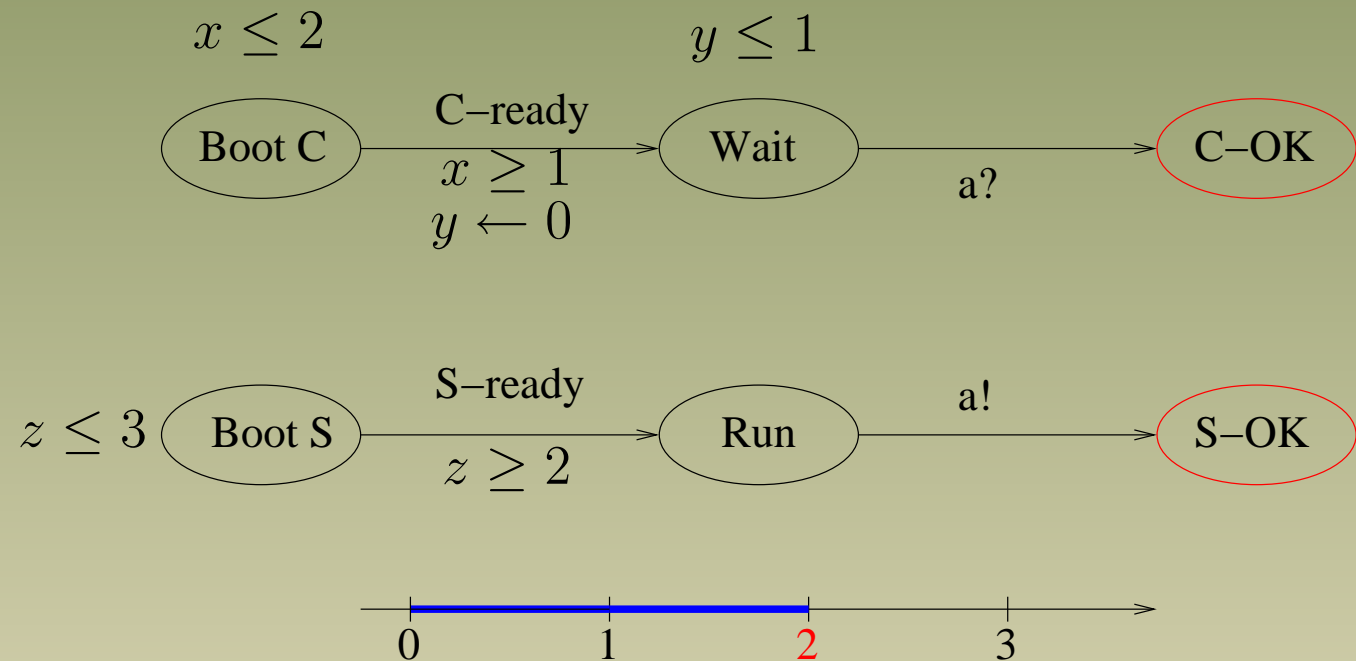 x ≤ 2
y ≤ 1
C−ready
Boot C
Wait
C−OK
x ≥ 1
a?
y ← 0
S−ready
a!
z ≤ 3
Boot S
Run
S−OK
z ≥ 2
0 1 2 3